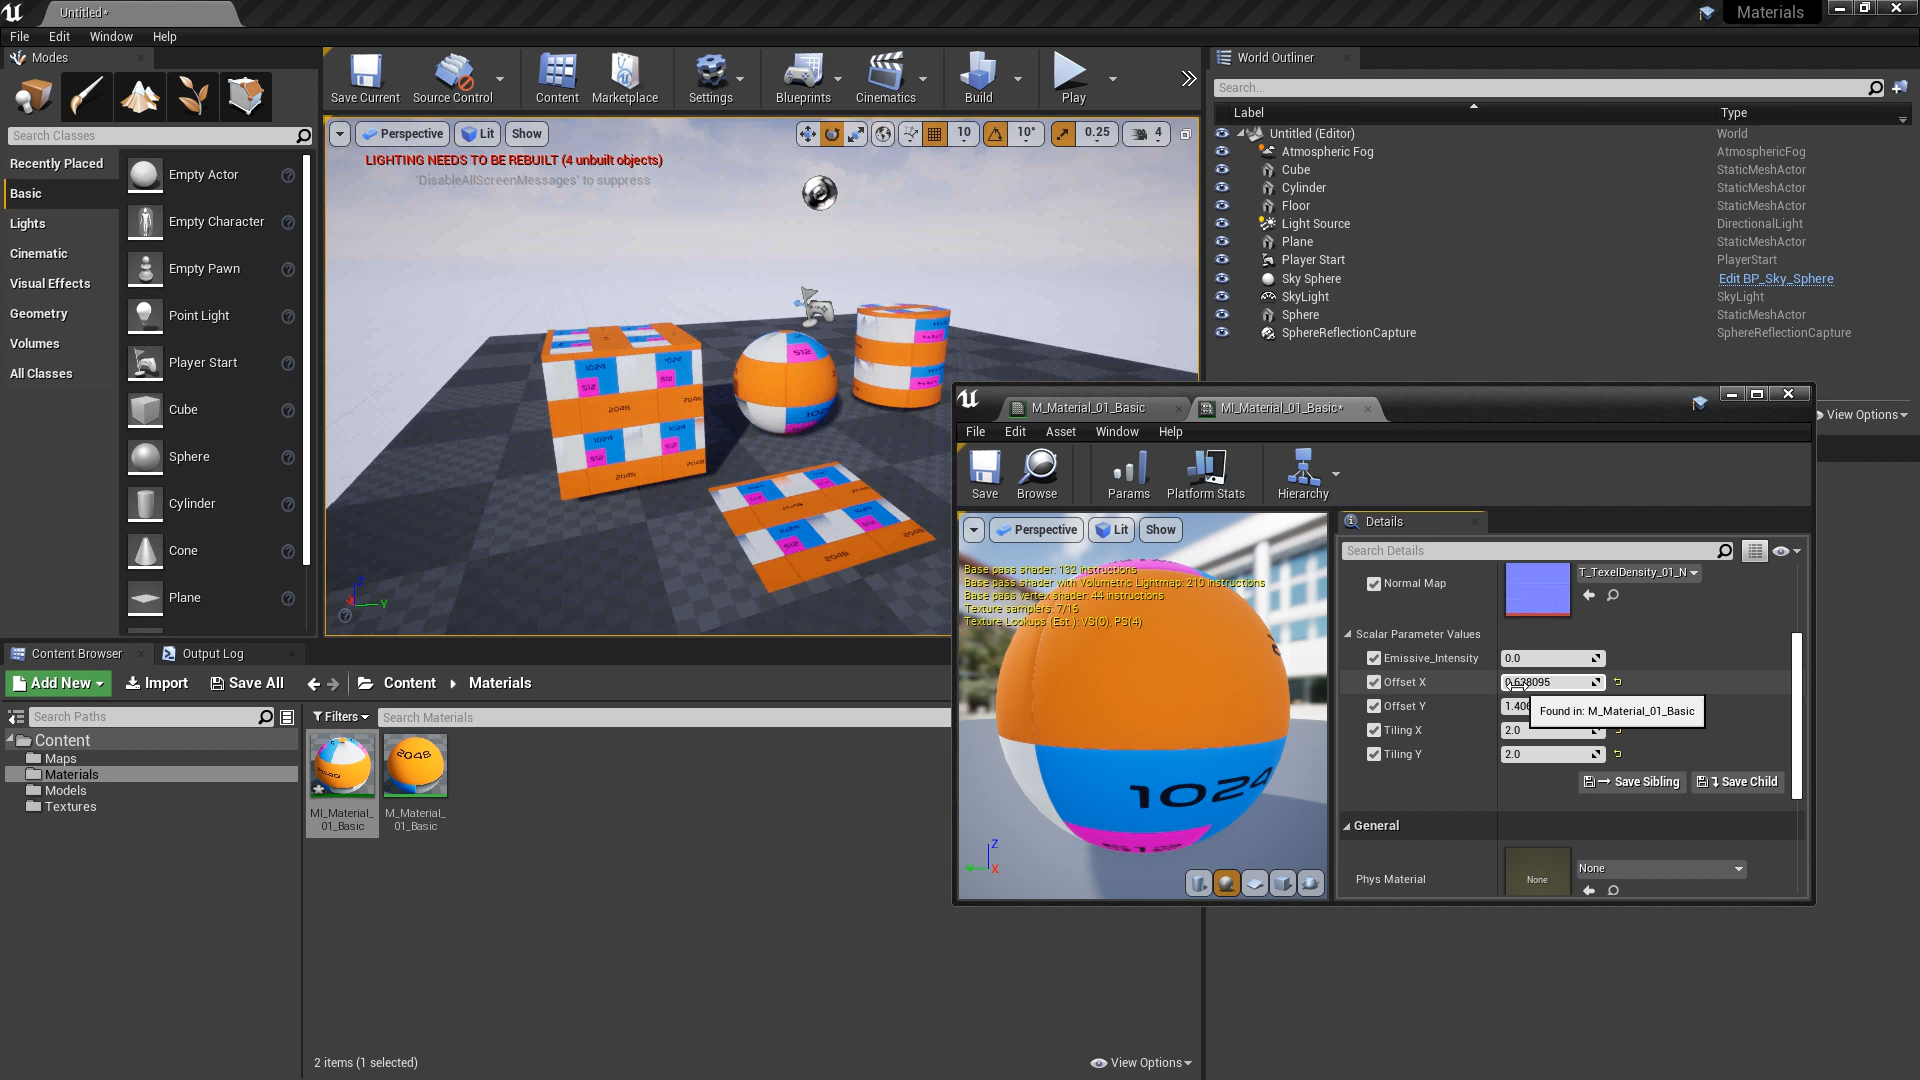 Untitled*
Materials
File Edit Window Help
Modes
Search Classes
Recently Placed
Basic
Lights
Cinematic
Visual Effects
Geometry
Volumes
All Classes
Empty Actor
Empty Character
Empty Pawn
Point Light
Player Start
Cube
Sphere
Cylinder
Cone
Plane
Save Current
Source Control
Content
Marketplace
Settings
Blueprints
Cinematics
Build
Play
Perspective Lit Show
10 10° 0.25 4
LIGHTING NEEDS TO BE REBUILT (4 unbuilt objects)
'DisableAllScreenMessages' to suppress
1024
512
2048
Y
World Outliner
Search...
Label Type
Untitled (Editor) World
Atmospheric Fog AtmosphericFog
Cube StaticMeshActor
Cylinder StaticMeshActor
Floor StaticMeshActor
Light Source DirectionalLight
Plane StaticMeshActor
Player Start PlayerStart
Sky Sphere Edit BP_Sky_Sphere
SkyLight SkyLight
Sphere StaticMeshActor
SphereReflectionCapture SphereReflectionCapture
View Options
M_Material_01_Basic
MI_Material_01_Basic*
File Edit Asset Window Help
Save
Browse
Params
Platform Stats
Hierarchy
Perspective Lit Show
Base pass shader: 132 instructions
Base pass shader with Volumetric Lightmap: 210 instructions
Base pass vertex shader: 44 instructions
Texture samplers: 7/16
Texture Lookups (Est.): VS(0), PS(4)
1024
512
Z
X
Details
Search Details
Normal Map T_TexelDensity_01_N
Scalar Parameter Values
Emissive_Intensity 0.0
Offset X 0.638095
Offset Y 1.406
Found in: M_Material_01_Basic
Tiling X 2.0
Tiling Y 2.0
Save Sibling Save Child
General
Phys Material None None
Content Browser Output Log
Add New Import Save All Content Materials
Search Paths
Filters Search Materials
Content
Maps
Materials
Models
Textures
2048
MI_Material_
01_Basic
M_Material_
01_Basic
2 items (1 selected)
View Options